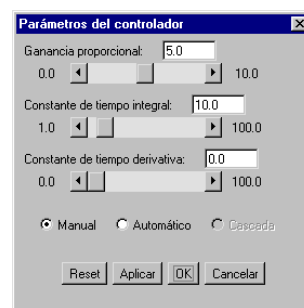 Parámetros del controlador
Ganancia proporcional: 5.0
0.0 10.0
Constante de tiempo integral: 10.0
1.0 100.0
Constante de tiempo derivativa: 0.0
0.0 100.0
Manual Automático Cascada
Reset Aplicar OK Cancelar